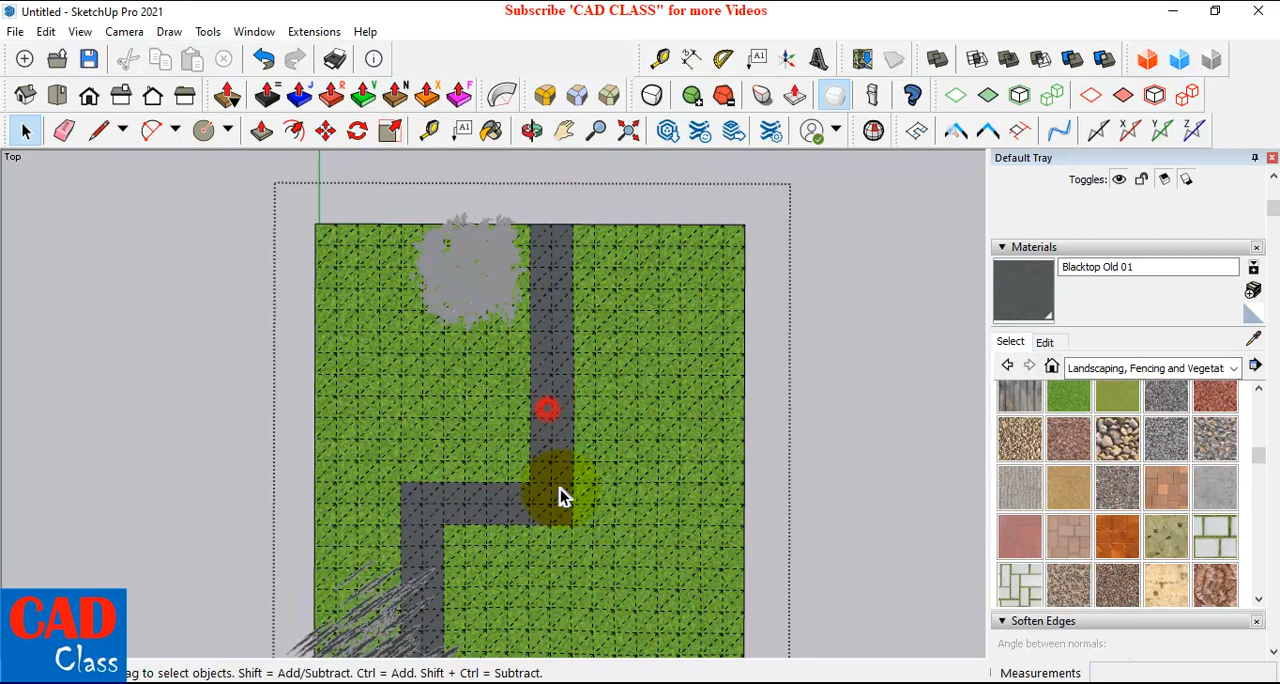 Untitled - SketchUp Pro 2021
Subscribe 'CAD CLASS" for more Videos
File Edit View Camera Draw Tools Window Extensions Help
= J R V N X F
X Y Z
Top
Default Tray
Toggles:
Materials
Blacktop Old 01
Select Edit
Landscaping, Fencing and Vegetat
Soften Edges
Angle between normals:
CAD
Class
ag to select objects. Shift = Add/Subtract. Ctrl = Add. Shift + Ctrl = Subtract.
Measurements